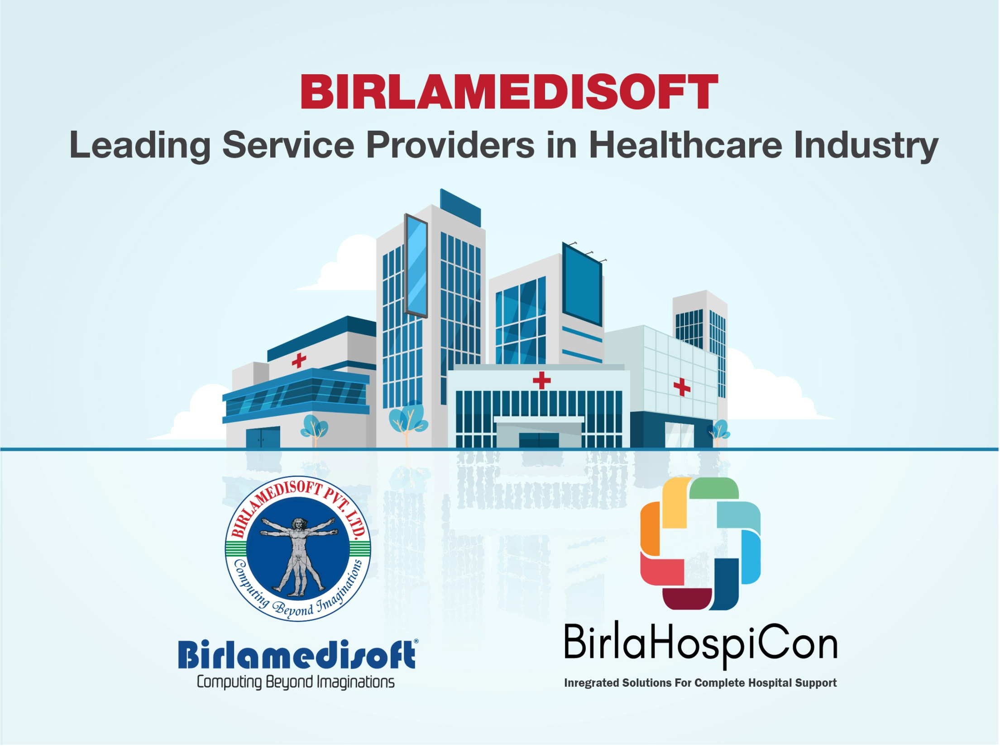 BIRLAMEDISOFT
Leading Service Providers in Healthcare Industry
BIRLAMEDISOFT PVT. LTD.
Computing Beyond Imaginations
Birlamedisoft®
Computing Beyond Imaginations
BirlaHospiCon
Inregrated Solutions For Complete Hospital Support